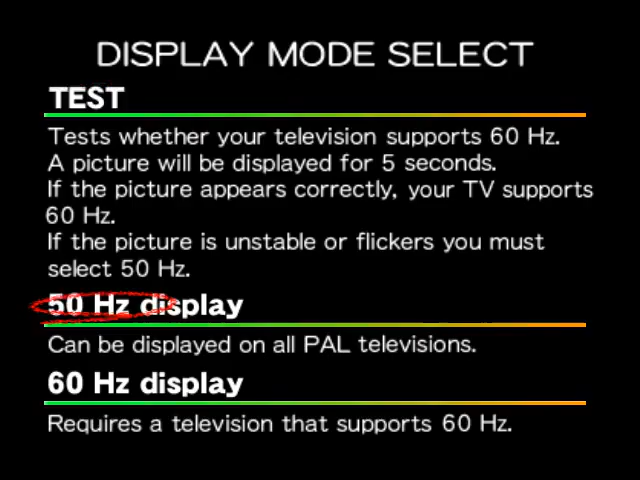 DISPLAY MODE SELECT
TEST
Tests whether your television supports 60 Hz.
A picture will be displayed for 5 seconds.
If the picture appears correctly, your TV supports
60 Hz.
If the picture is unstable or flickers you must
select 50 Hz.
50 Hz display
Can be displayed on all PAL televisions.
60 Hz display
Requires a television that supports 60 Hz.